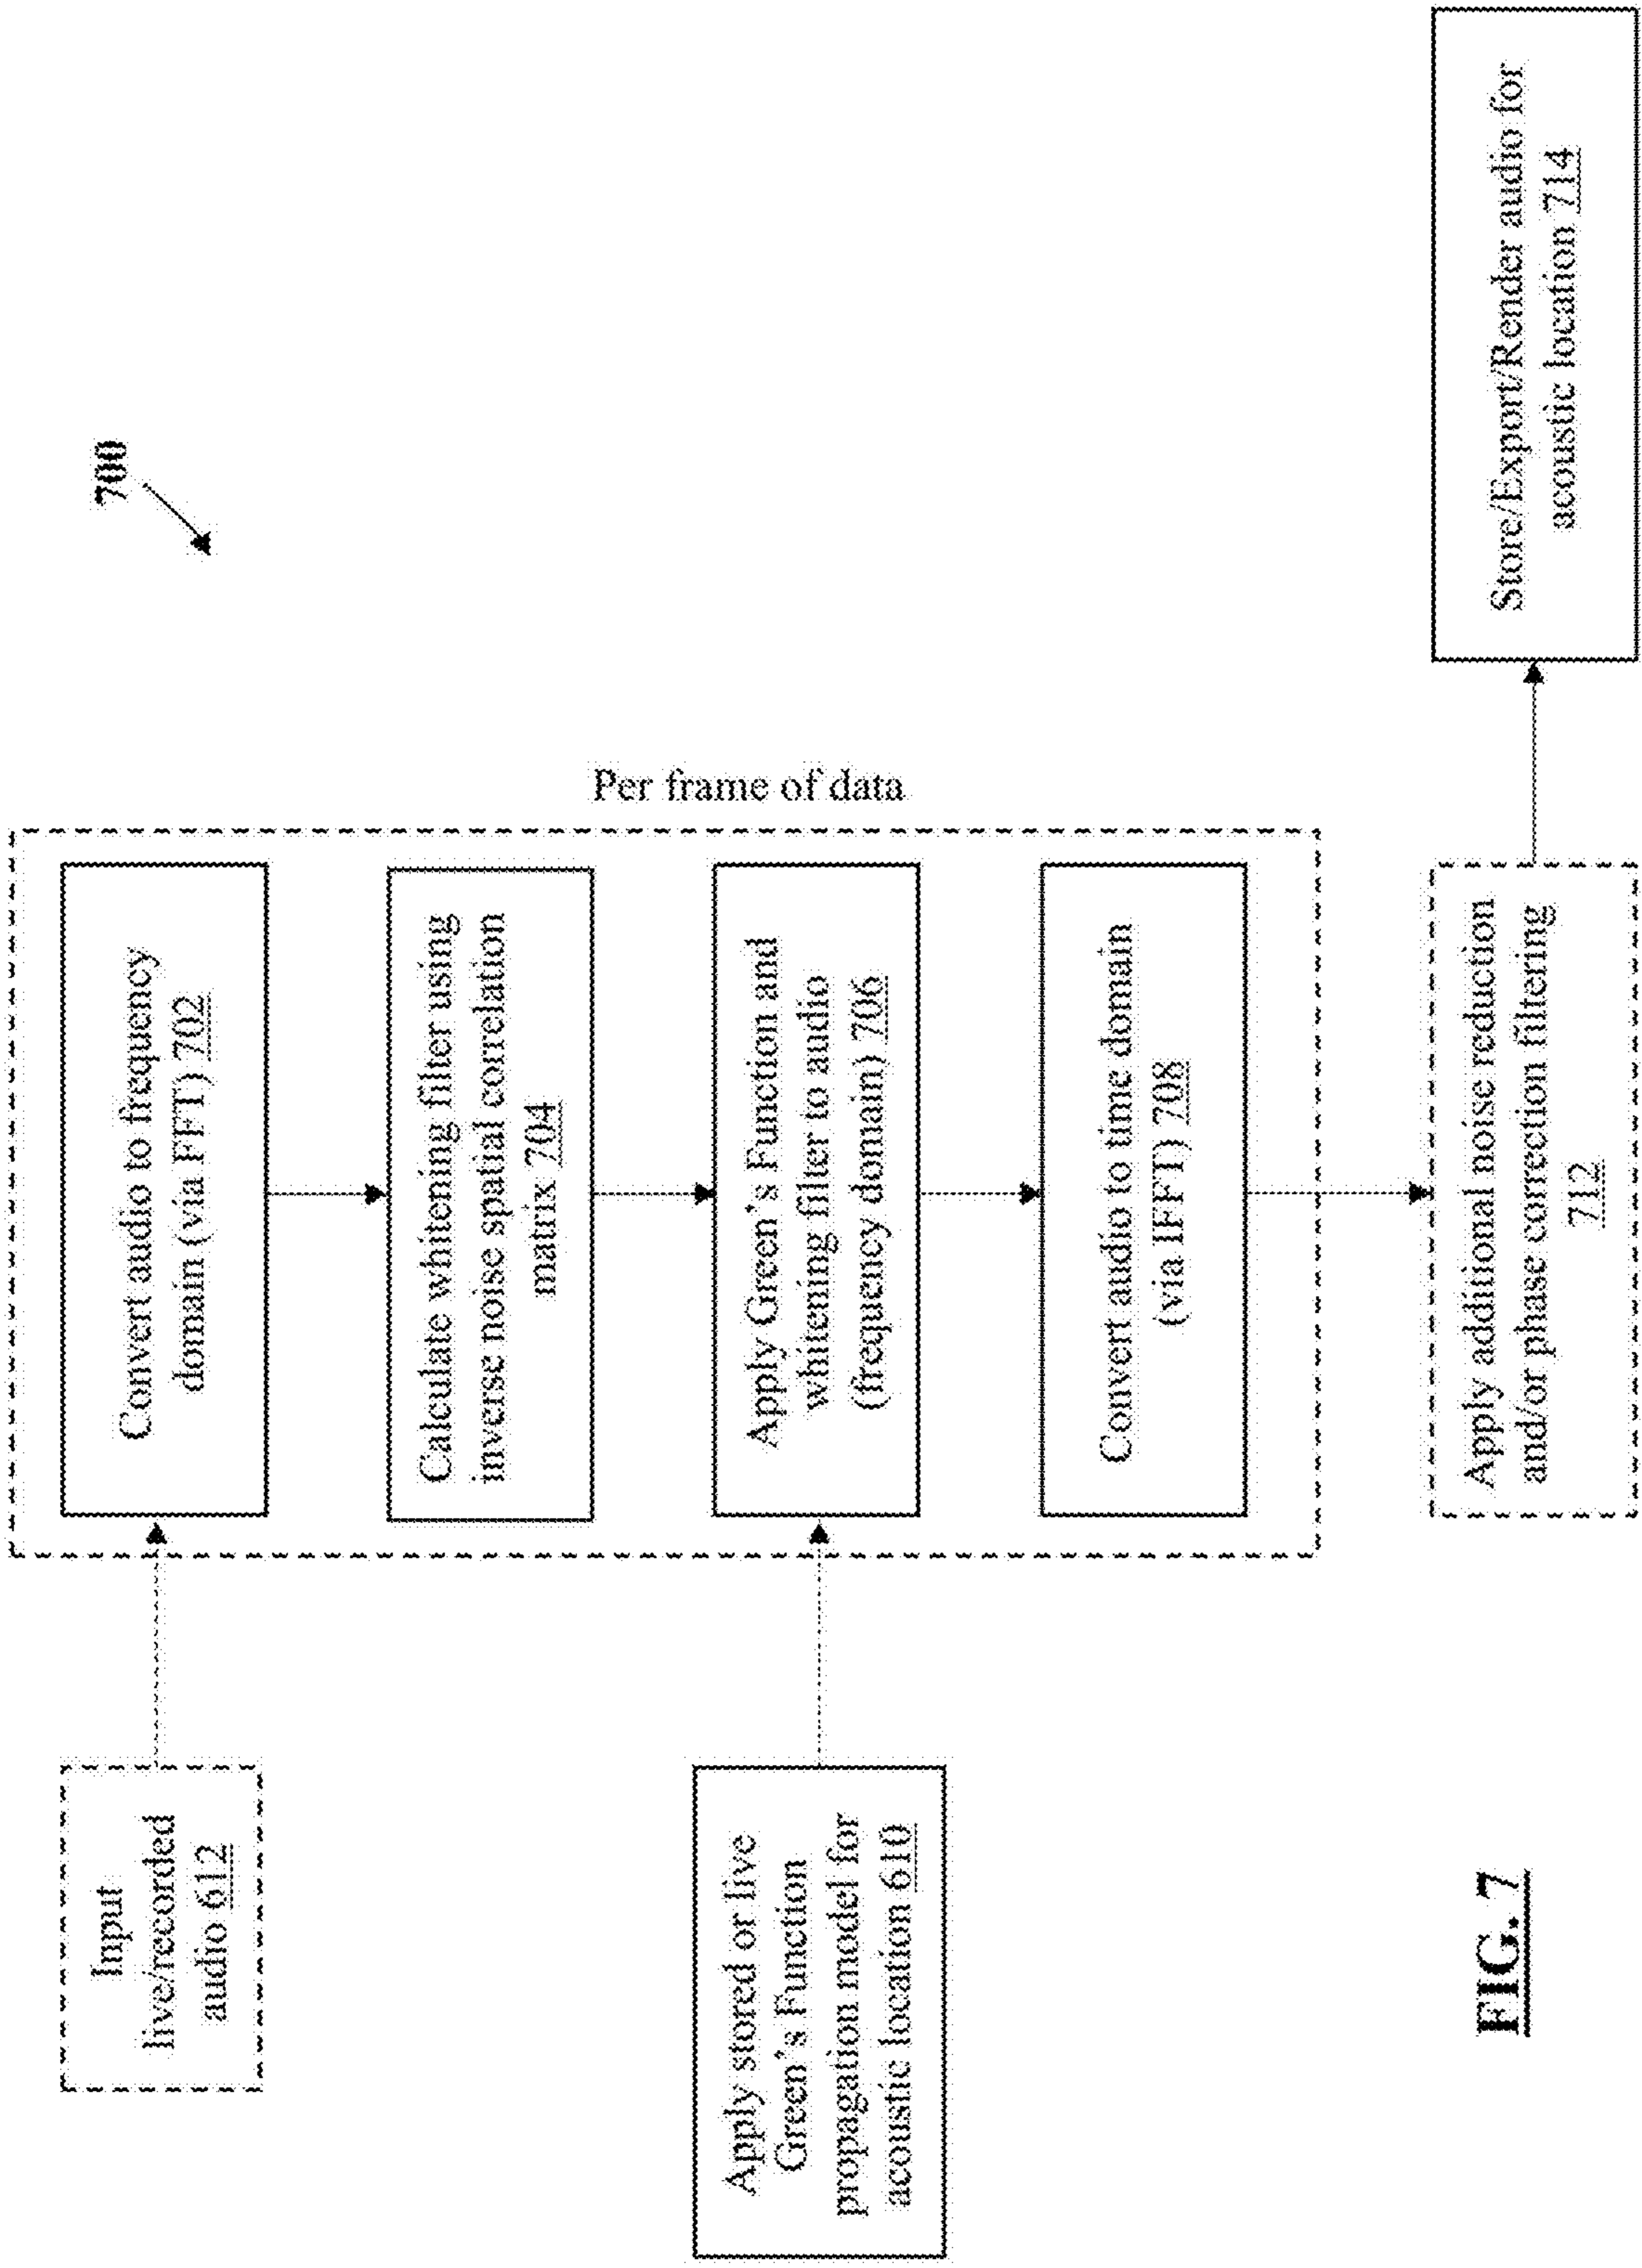 700
Input
live/recorded
audio 612
Convert audio to frequency
domain (via FFT) 702
Calculate whitening filter using
inverse noise spatial correlation
matrix 704
Per frame of data
Apply stored or live
Green's Function
propagation model for
acoustic location 610
Apply Green's Function and
whitening filter to audio
(frequency domain) 706
Convert audio to time domain
(via IFFT) 708
Apply additional noise reduction
and/or phase correction filtering
712
Store/Export/Render audio for
acoustic location 714
FIG. 7